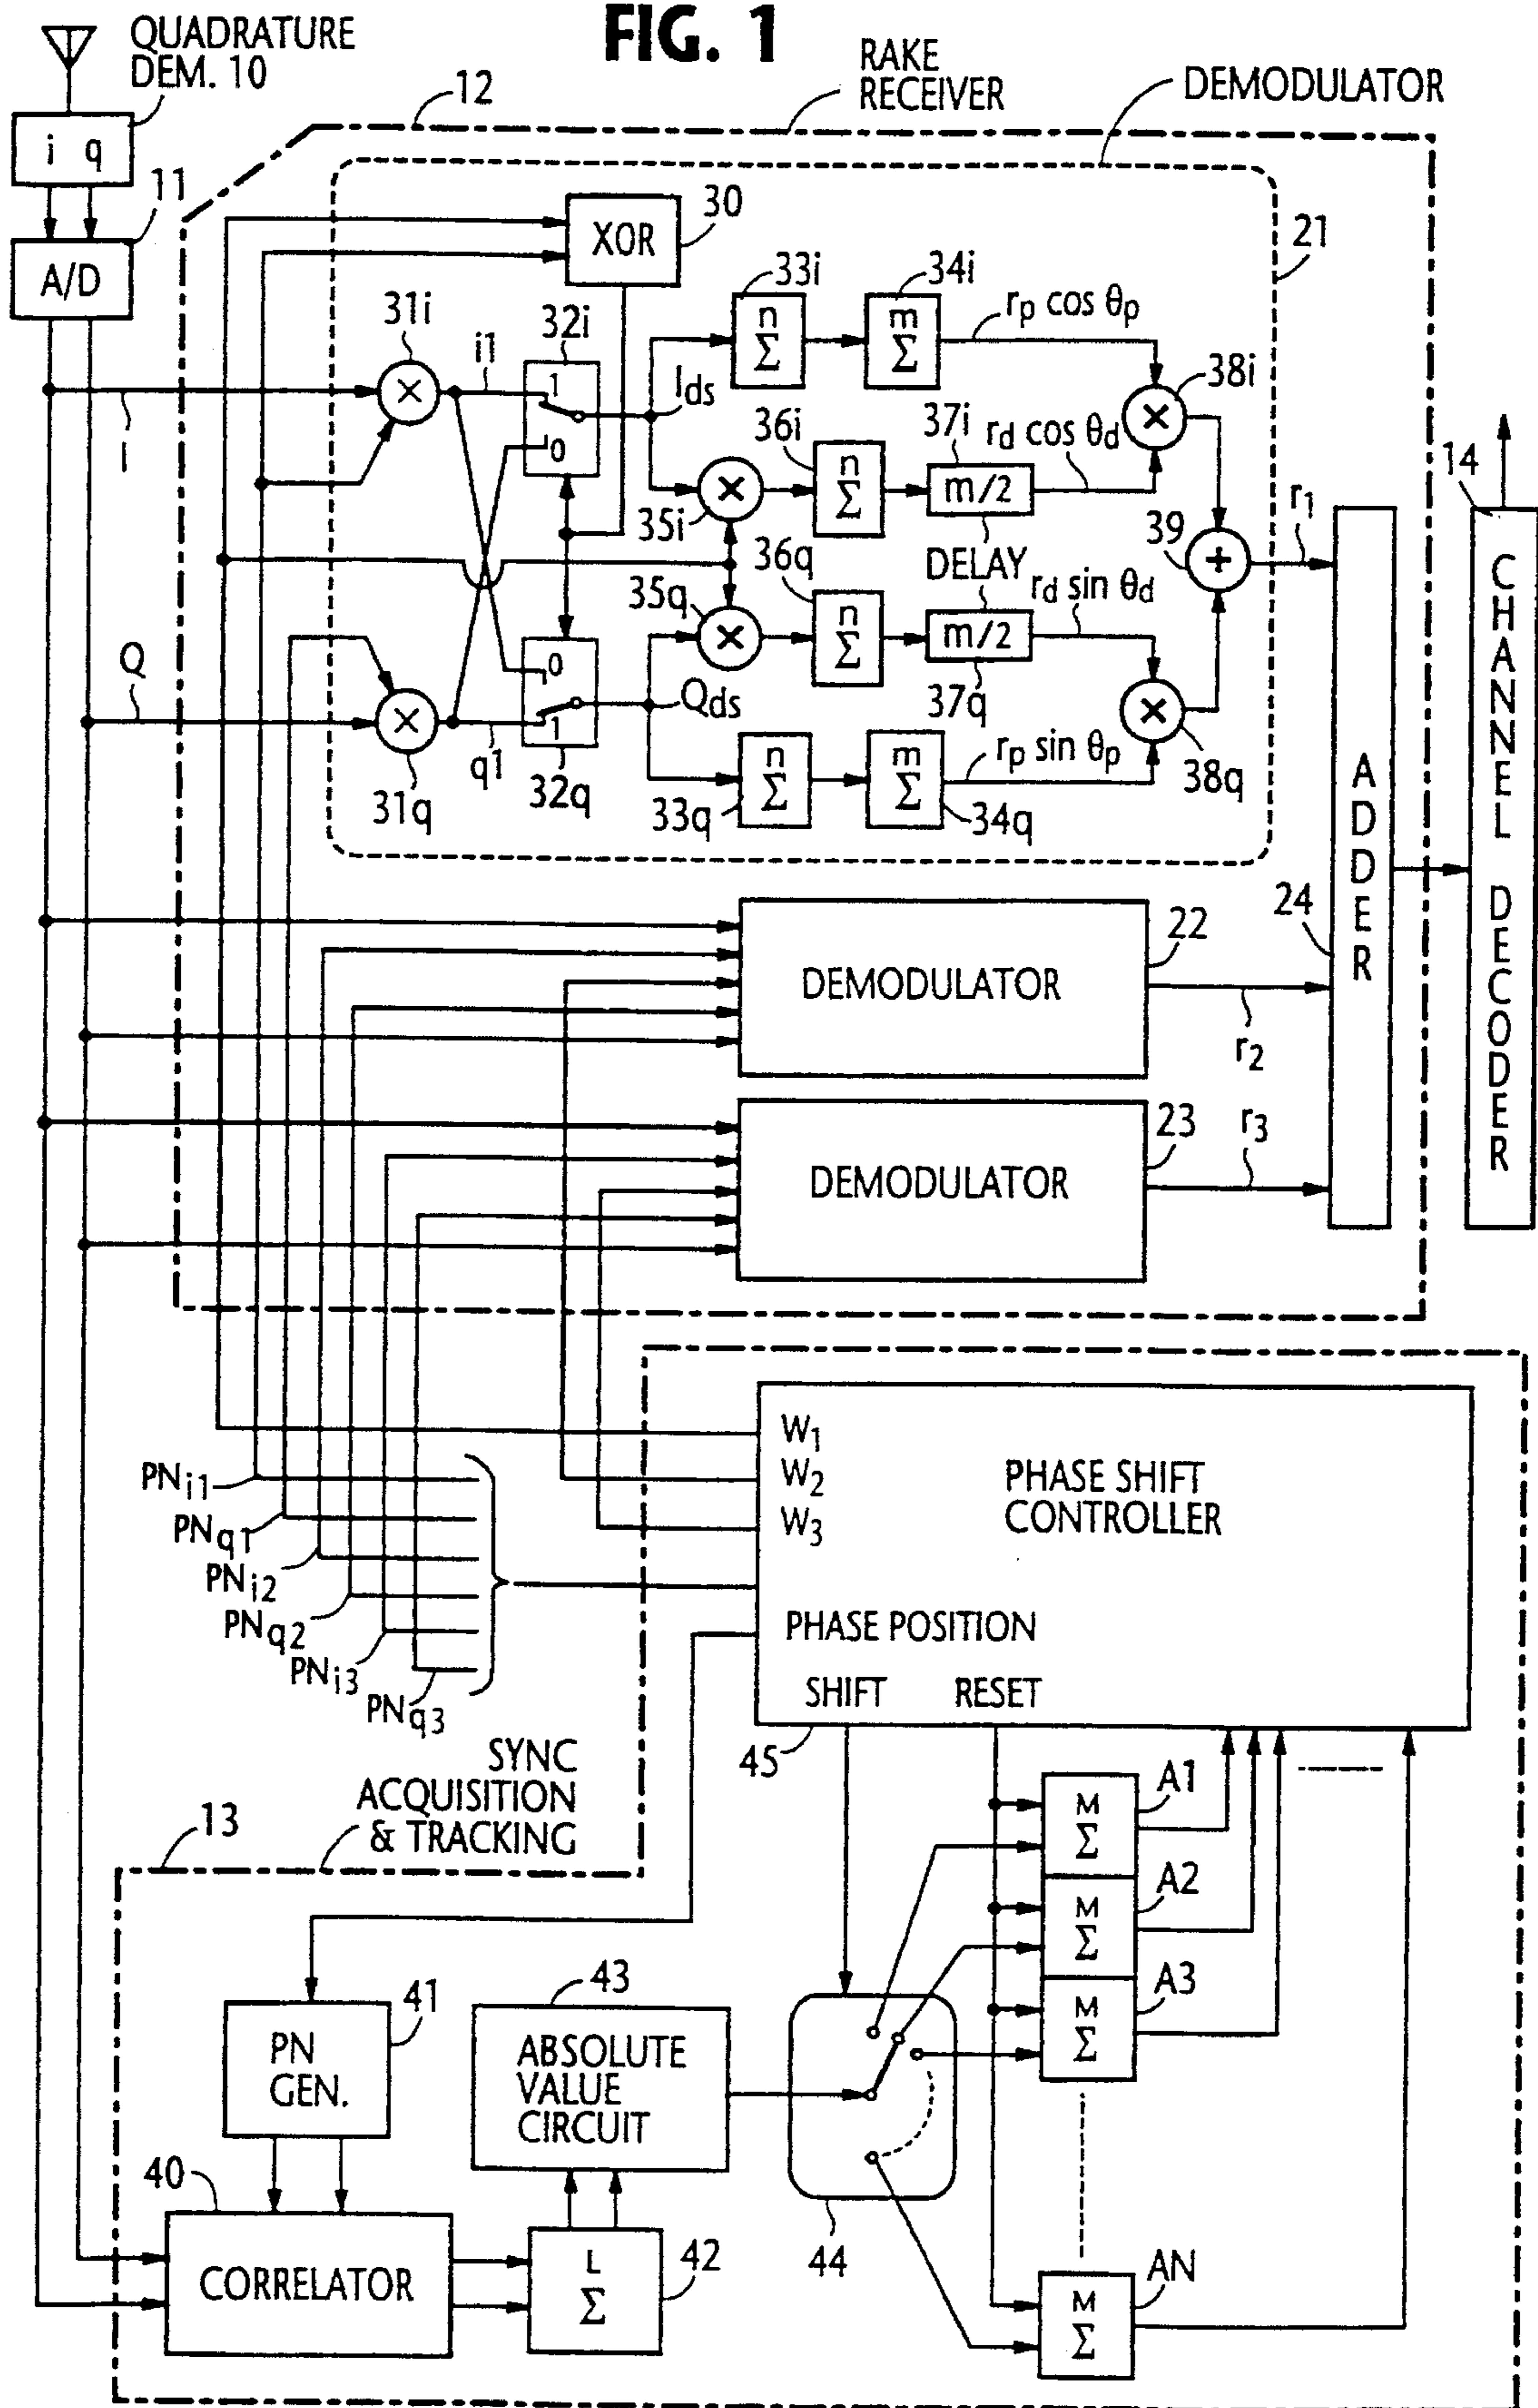 FIG. 1
QUADRATURE
DEM. 10
RAKE
RECEIVER
DEMODULATOR
12
i q
11
A/D
XOR
30
21
31i
i1
32i
1
0
I
Ids
33i
n
Σ
34i
m
Σ
rp cos θp
38i
35i
36i
n
Σ
37i
m/2
rd cos θd
DELAY
39
r1
14
CHANNEL DECODER
35q
36q
n
Σ
m/2
37q
rd sin θd
Q
31q
q1
0
1
32q
Qds
33q
n
Σ
m
Σ
34q
rp sin θp
38q
ADDER
24
DEMODULATOR
22
r2
DEMODULATOR
23
r3
W1
W2
W3
PHASE SHIFT
CONTROLLER
PNi1
PNq1
PNi2
PNq2
PNi3
PNq3
PHASE POSITION
SHIFT
RESET
45
SYNC
ACQUISITION
& TRACKING
13
M
Σ
A1
M
Σ
A2
M
Σ
A3
41
PN
GEN.
43
ABSOLUTE
VALUE
CIRCUIT
44
40
CORRELATOR
L
Σ
42
M
Σ
AN